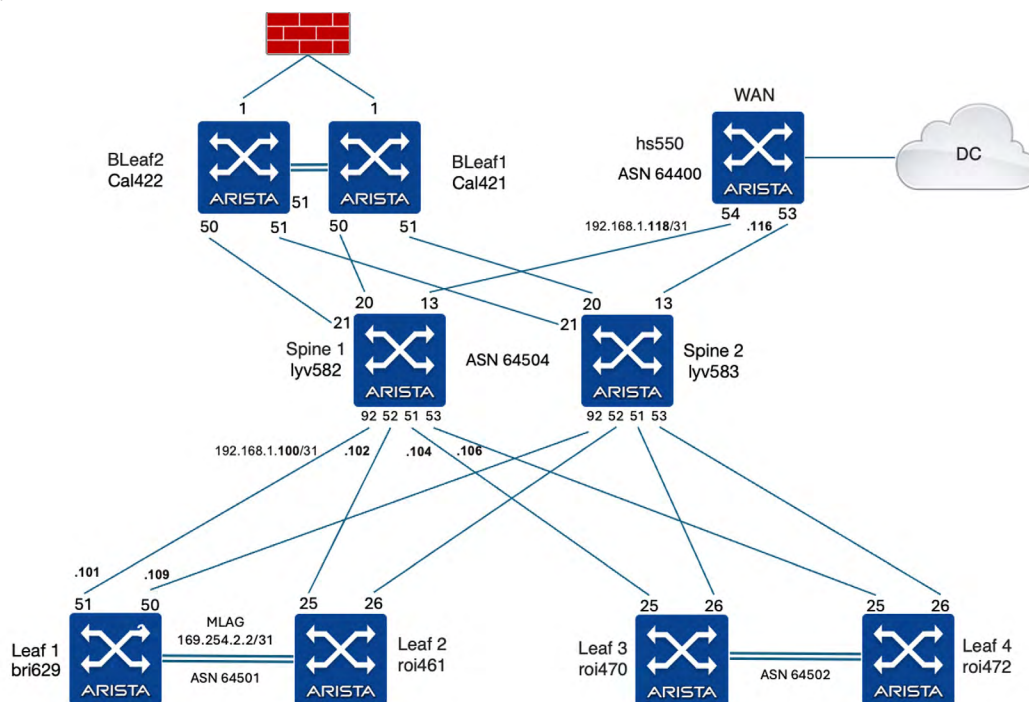 1
1
WAN
BLeaf2
Cal422
ARISTA
ARISTA
BLeaf1
Cal421
hs550
ASN 64400
ARISTA
DC
51
50
51
50
51
54
53
192.168.1.118/31
.116
20
13
20
13
21
21
Spine 1
lyv582
ARISTA
ASN 64504
ARISTA
Spine 2
lyv583
92 52 51 53
92 52 51 53
192.168.1.100/31
.102
.104
.106
.101
.109
51
50
25
26
25
26
25
26
Leaf 1
bri629
?
ARISTA
MLAG
169.254.2.2/31
ASN 64501
ARISTA
Leaf 2
roi461
Leaf 3
roi470
ARISTA
ASN 64502
ARISTA
Leaf 4
roi472